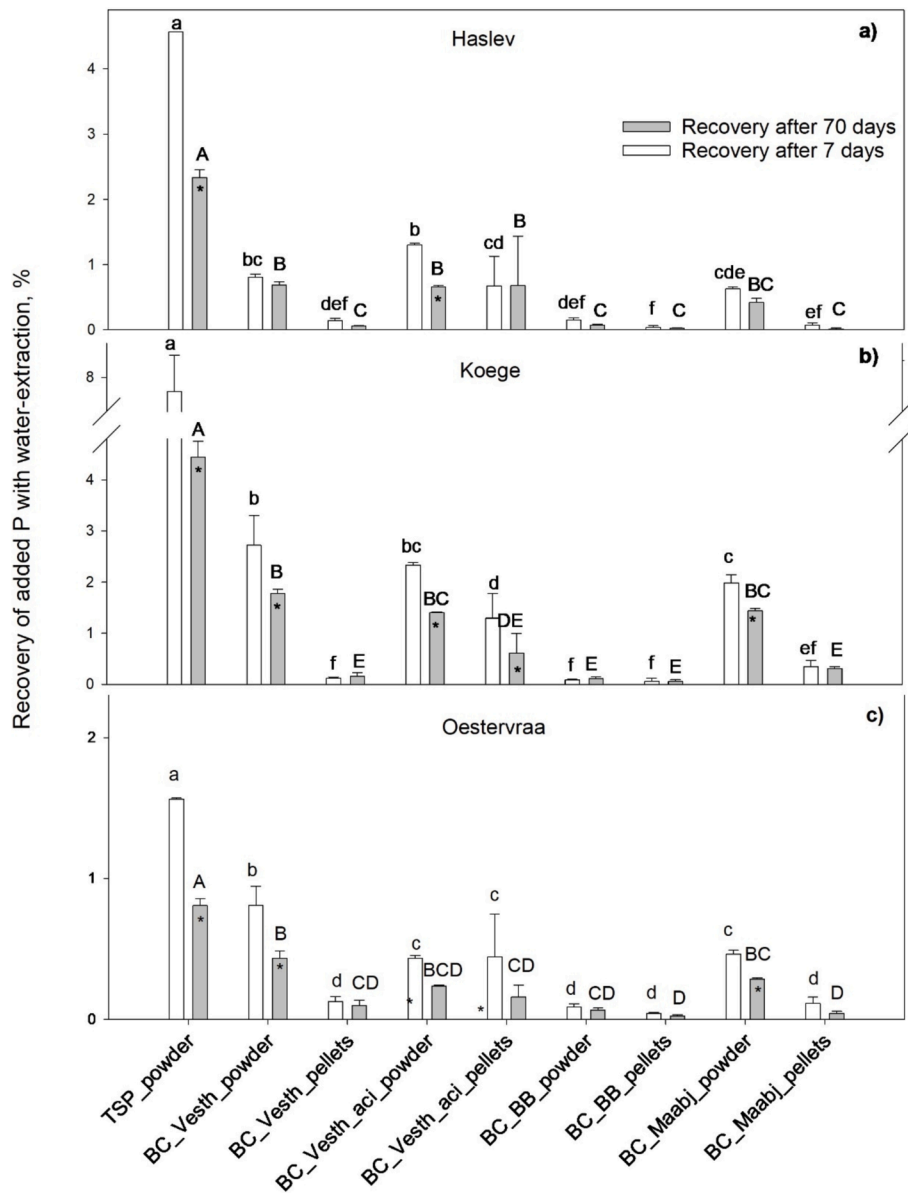 a)
Haslev
Recovery after 70 days
Recovery after 7 days
4
3
2
1
0
a
A
*
bc
B
def
C
b
B
*
cd
B
def
C
f
C
cde
BC
ef
C
b)
Koege
8
4
3
2
1
0
a
A
*
b
B
*
f
E
bc
BC
*
d
DE
*
f
E
f
E
c
BC
*
ef
E
c)
Oestervraa
2
1
0
a
A
*
b
B
*
d
CD
c
BCD
*
c
CD
*
d
CD
d
D
c
BC
*
d
D
Recovery of added P with water-extraction, %
TSP_powder
BC_Vesth_powder
BC_Vesth_pellets
BC_Vesth_aci_powder
BC_Vesth_aci_pellets
BC_BB_powder
BC_BB_pellets
BC_Maabj_powder
BC_Maabj_pellets